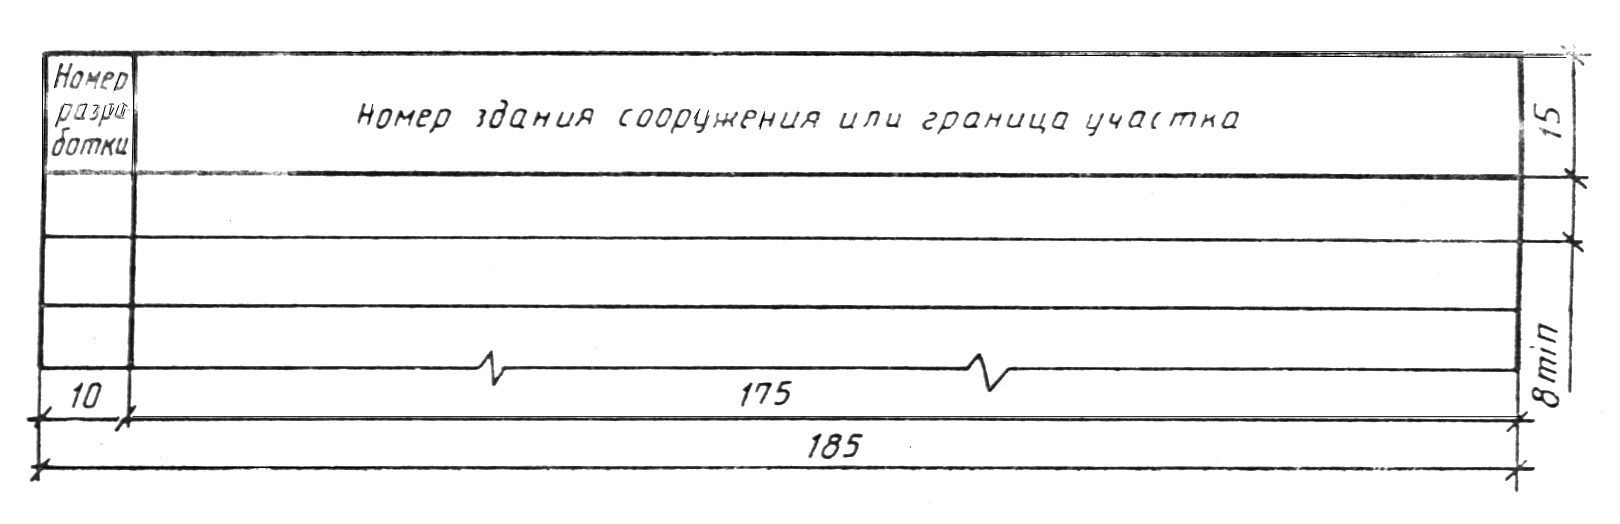 Номер
разра
ботки
Номер здания сооружения или граница участка
15
8 min
10
175
185